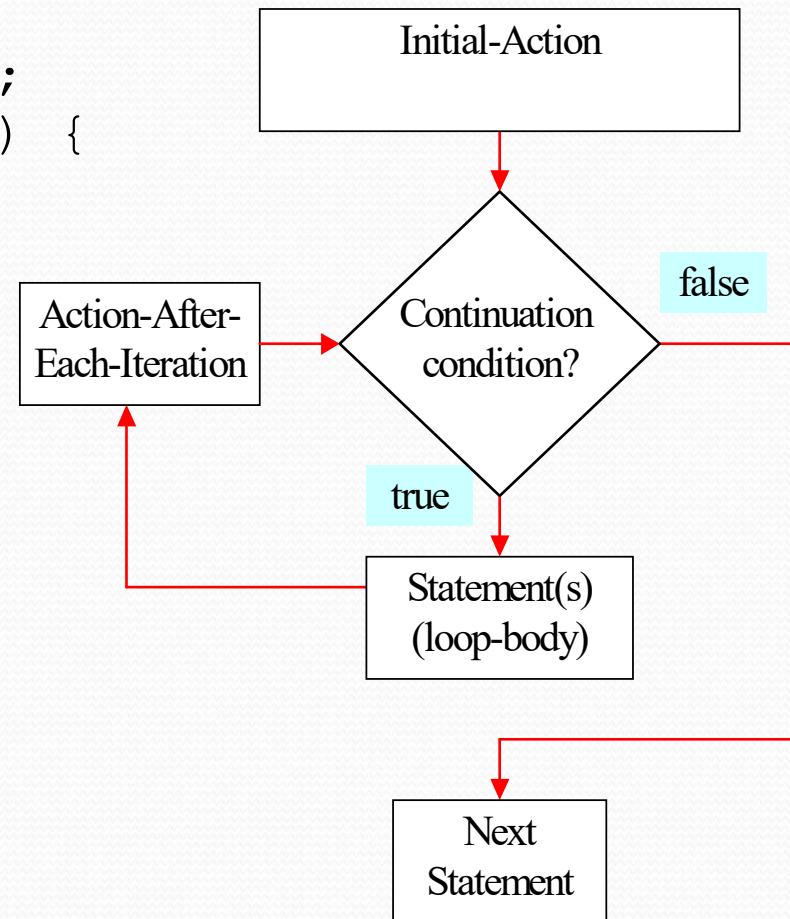 ;
) {
Initial-Action
false
Action-After-
Each-Iteration
Continuation
condition?
true
Statement(s)
(loop-body)
Next
Statement